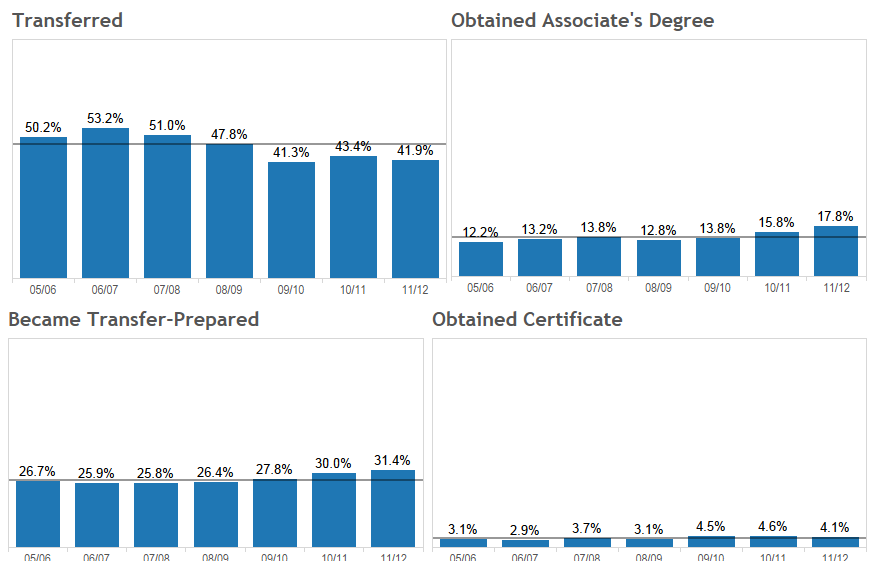 Transferred
50.2% 53.2% 51.0% 47.8% 41.3% 43.4% 41.9%
05/06 06/07 07/08 08/09 09/10 10/11 11/12
Obtained Associate's Degree
12.2% 13.2% 13.8% 12.8% 13.8% 15.8% 17.8%
05/06 06/07 07/08 08/09 09/10 10/11 11/12
Became Transfer-Prepared
26.7% 25.9% 25.8% 26.4% 27.8% 30.0% 31.4%
05/06 06/07 07/08 08/09 09/10 10/11 11/12
Obtained Certificate
3.1% 2.9% 3.7% 3.1% 4.5% 4.6% 4.1%
05/06 06/07 07/08 08/09 09/10 10/11 11/12